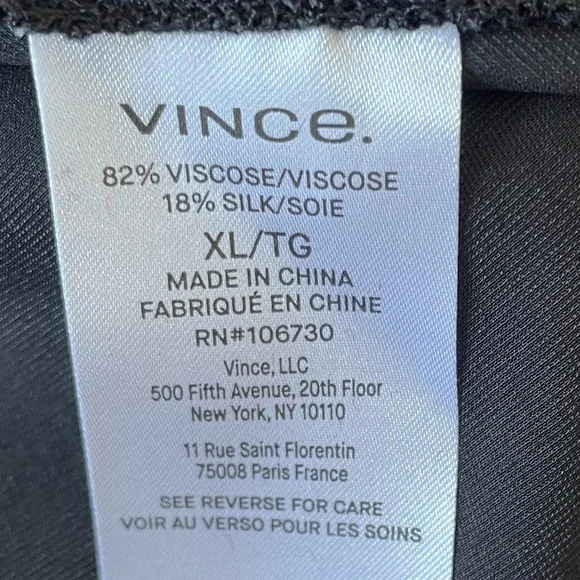 VINCE.
82% VISCOSE/VISCOSE
18% SILK/SOIE
XL/TG
MADE IN CHINA
FABRIQUÉ EN CHINE
RN#106730
Vince, LLC
500 Fifth Avenue, 20th Floor
New York, NY 10110
11 Rue Saint Florentin
75008 Paris France
SEE REVERSE FOR CARE
VOIR AU VERSO POUR LES SOINS